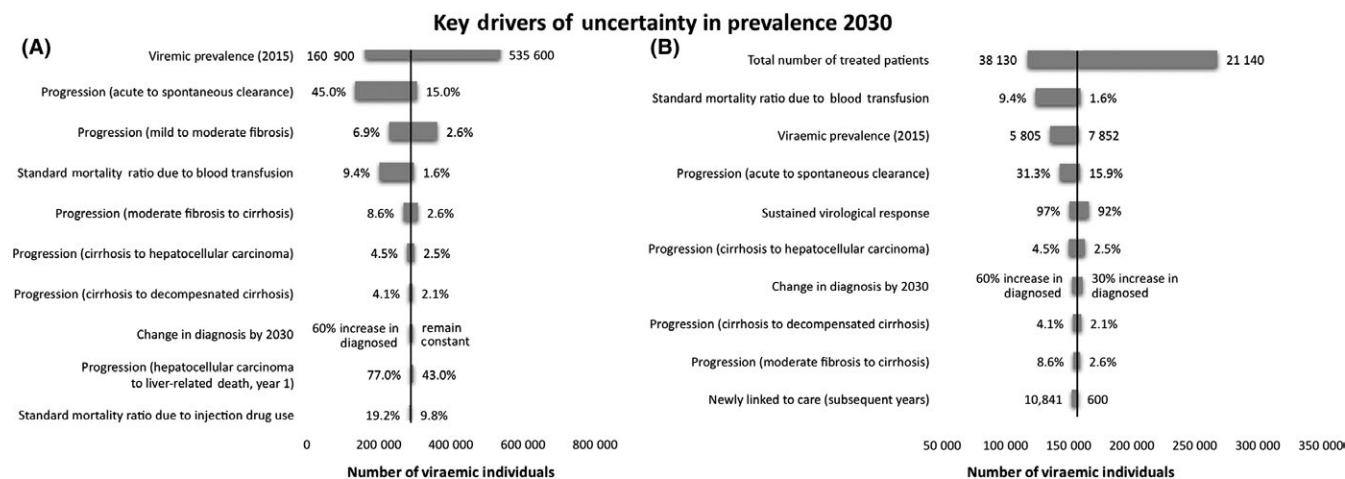 Key drivers of uncertainty in prevalence 2030
(A)
Viremic prevalence (2015) 160 900 535 600
Progression (acute to spontaneous clearance) 45.0% 15.0%
Progression (mild to moderate fibrosis) 6.9% 2.6%
Standard mortality ratio due to blood transfusion 9.4% 1.6%
Progression (moderate fibrosis to cirrhosis) 8.6% 2.6%
Progression (cirrhosis to hepatocellular carcinoma) 4.5% 2.5%
Progression (cirrhosis to decompesnated cirrhosis) 4.1% 2.1%
Change in diagnosis by 2030 60% increase in remain
diagnosed constant
Progression (hepatocellular carcinoma
to liver-related death, year 1) 77.0% 43.0%
Standard mortality ratio due to injection drug use 19.2% 9.8%
0 200 000 400 000 600 000 800 000
Number of viraemic individuals
(B)
Total number of treated patients 38 130 21 140
Standard mortality ratio due to blood transfusion 9.4% 1.6%
Viraemic prevalence (2015) 5 805 7 852
Progression (acute to spontaneous clearance) 31.3% 15.9%
Sustained virological response 97% 92%
Progression (cirrhosis to hepatocellular carcinoma) 4.5% 2.5%
Change in diagnosis by 2030 60% increase in 30% increase in
diagnosed diagnosed
Progression (cirrhosis to decompensated cirrhosis) 4.1% 2.1%
Progression (moderate fibrosis to cirrhosis) 8.6% 2.6%
Newly linked to care (subsequent years) 10,841 600
50 000 100 000 150 000 200 000 250 000 300 000 350 000
Number of viraemic individuals